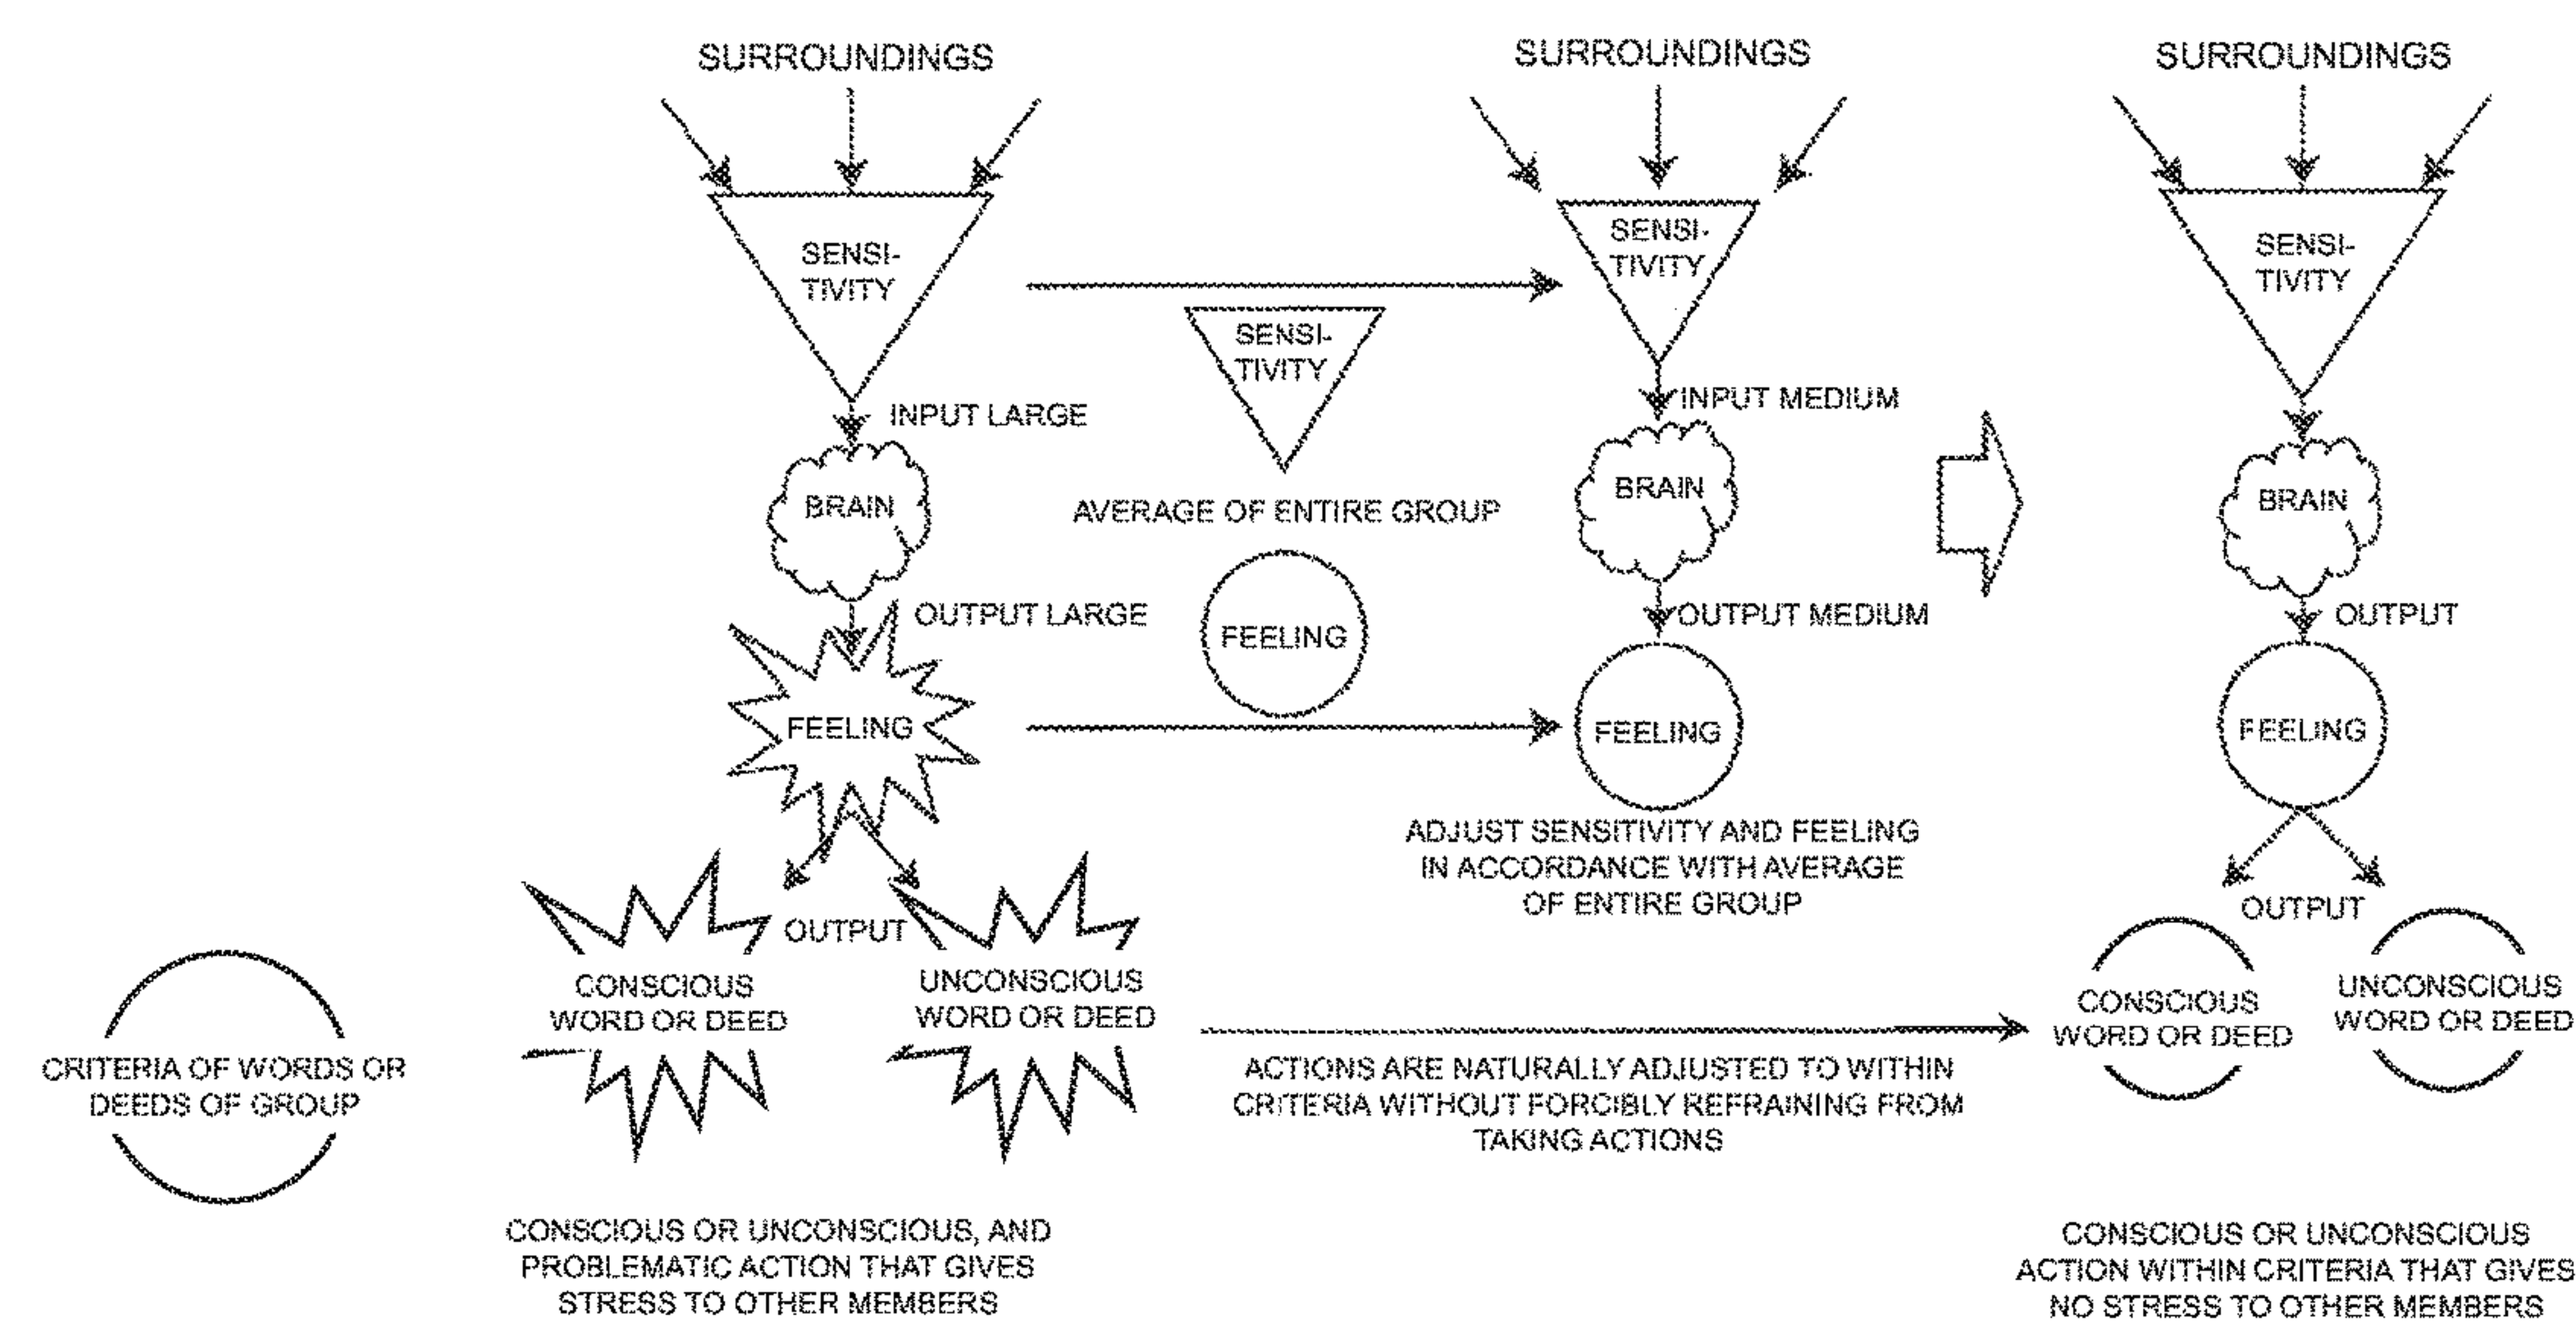 SURROUNDINGS
SENSI-
TIVITY
INPUT LARGE
BRAIN
OUTPUT LARGE
FEELING
OUTPUT
CONSCIOUS
WORD OR DEED
UNCONSCIOUS
WORD OR DEED
CRITERIA OF WORDS OR
DEEDS OF GROUP
CONSCIOUS OR UNCONSCIOUS, AND
PROBLEMATIC ACTION THAT GIVES
STRESS TO OTHER MEMBERS
SENSI-
TIVITY
AVERAGE OF ENTIRE GROUP
FEELING
SURROUNDINGS
SENSI-
TIVITY
INPUT MEDIUM
BRAIN
OUTPUT MEDIUM
FEELING
ADJUST SENSITIVITY AND FEELING
IN ACCORDANCE WITH AVERAGE
OF ENTIRE GROUP
ACTIONS ARE NATURALLY ADJUSTED TO WITHIN
CRITERIA WITHOUT FORCIBLY REFRAINING FROM
TAKING ACTIONS
SURROUNDINGS
SENSI-
TIVITY
BRAIN
OUTPUT
FEELING
OUTPUT
CONSCIOUS
WORD OR DEED
UNCONSCIOUS
WORD OR DEED
CONSCIOUS OR UNCONSCIOUS
ACTION WITHIN CRITERIA THAT GIVES
NO STRESS TO OTHER MEMBERS